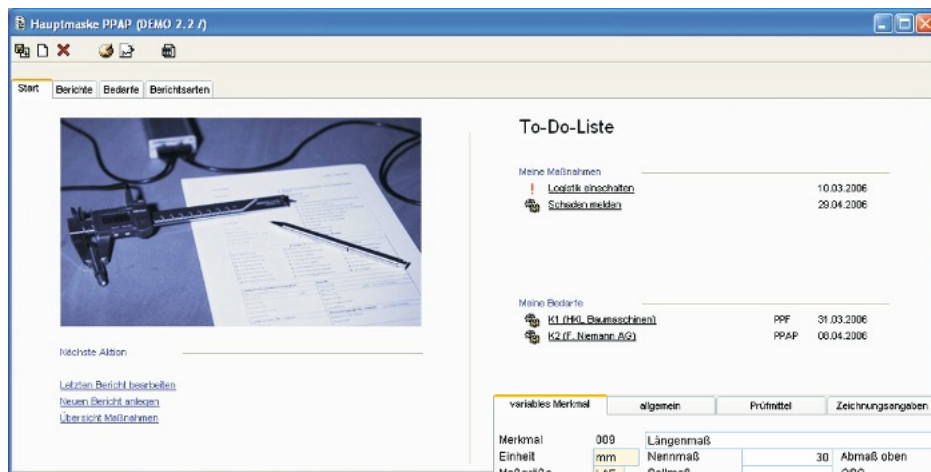 Hauptmaske PPAP (DEMO 2.2 /)
Start Berichte Bedarfe Berichtsarten
To-Do-Liste
Meine Maßnahmen
! Logistik einschalten 10.03.2006
Schaden melden 29.04.2006
Meine Bedarfe
K1 (HKL Baumaschinen) PPF 31.03.2006
K2 (F. Niemann AG) PPAP 08.04.2006
Nächste Aktion
Letzten Bericht bearbeiten
Neuen Bericht anlegen
Übersicht Maßnahmen
variables Merkmal allgemein Prüfmittel Zeichnungsangaben
Merkmal 009 Längenmaß
Einheit mm Nennmaß 30 Abmaß oben